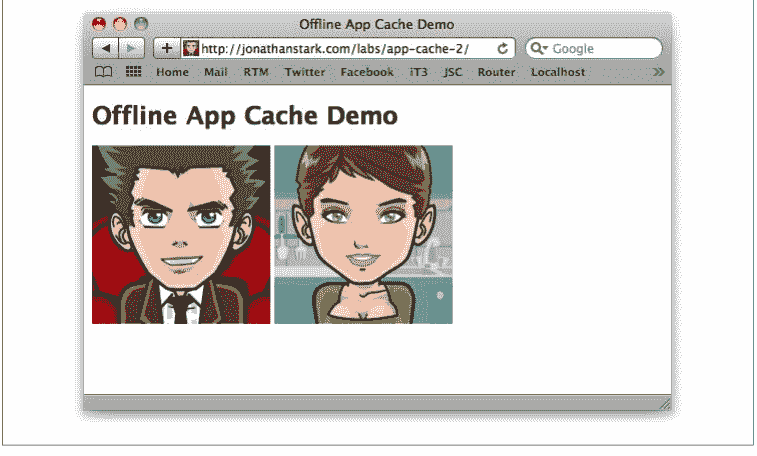 Offline App Cache Demo
http://jonathanstark.com/labs/app-cache-2/ Google
Home Mail RTM Twitter Facebook iT3 JSC Router Localhost
Offline App Cache Demo